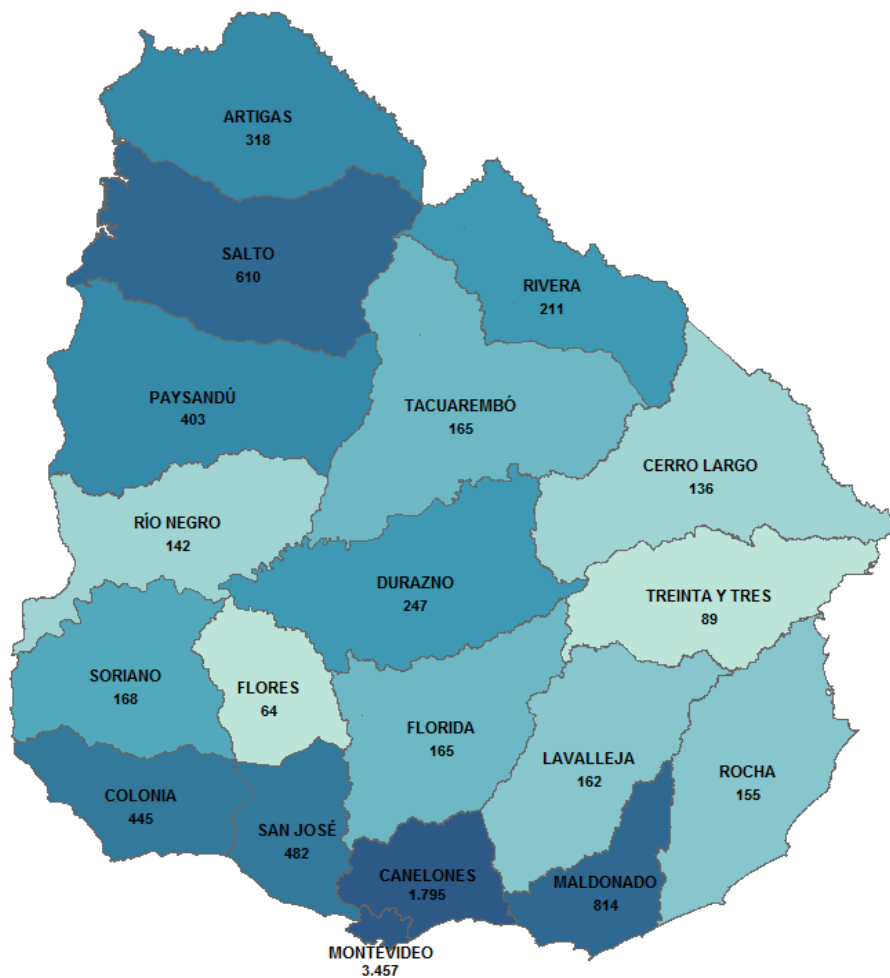 ARTIGAS
318
SALTO
610
RIVERA
211
PAYSANDÚ
403
TACUAREMBÓ
165
CERRO LARGO
136
RÍO NEGRO
142
DURAZNO
247
TREINTA Y TRES
89
SORIANO
168
FLORES
64
FLORIDA
165
LAVALLEJA
162
ROCHA
155
COLONIA
445
SAN JOSÉ
482
CANELONES
1.795
MALDONADO
814
MONTEVIDEO
3.457